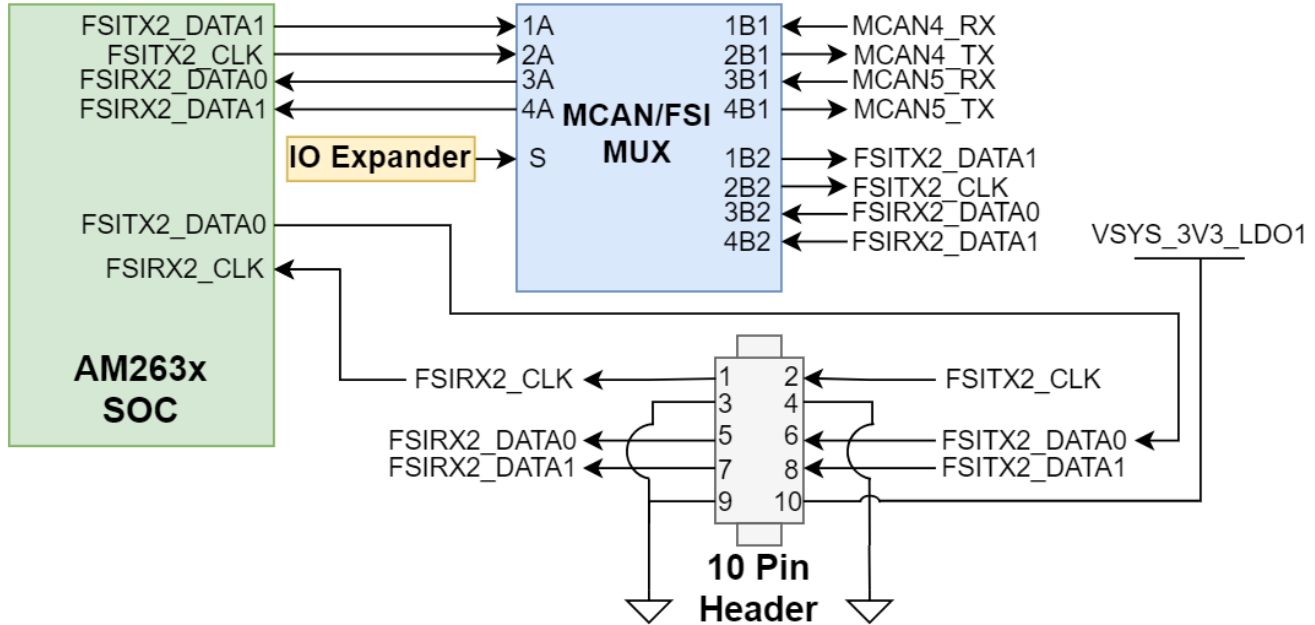 FSITX2_DATA1
FSITX2_CLK
FSIRX2_DATA0
FSIRX2_DATA1
FSITX2_DATA0
FSIRX2_CLK
AM263x
SOC
IO Expander
1A
2A
3A
4A
S
MCAN/FSI
MUX
1B1
2B1
3B1
4B1
1B2
2B2
3B2
4B2
MCAN4_RX
MCAN4_TX
MCAN5_RX
MCAN5_TX
FSITX2_DATA1
FSITX2_CLK
FSIRX2_DATA0
FSIRX2_DATA1
VSYS_3V3_LDO1
FSIRX2_CLK 1 2 FSITX2_CLK
3 4
FSIRX2_DATA0 5 6 FSITX2_DATA0
FSIRX2_DATA1 7 8 FSITX2_DATA1
9 10
10 Pin
Header